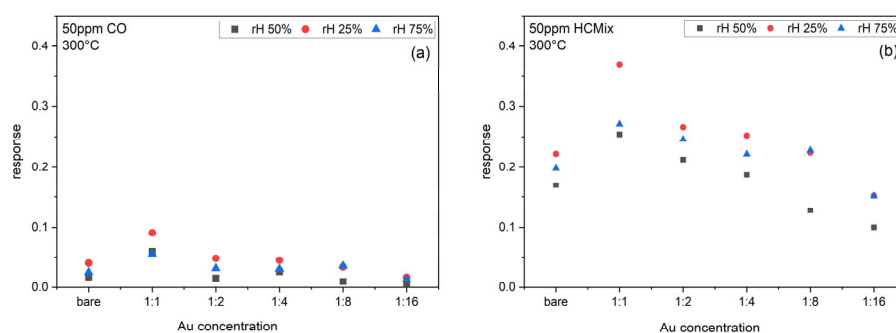 50ppm CO
300°C
rH 50% rH 25% rH 75%
(a)
0.4
0.3
0.2
0.1
0.0
response
bare 1:1 1:2 1:4 1:8 1:16
Au concentration
50ppm HCMix
300°C
rH 50% rH 25% rH 75%
(b)
0.4
0.3
0.2
0.1
0.0
response
bare 1:1 1:2 1:4 1:8 1:16
Au concentration